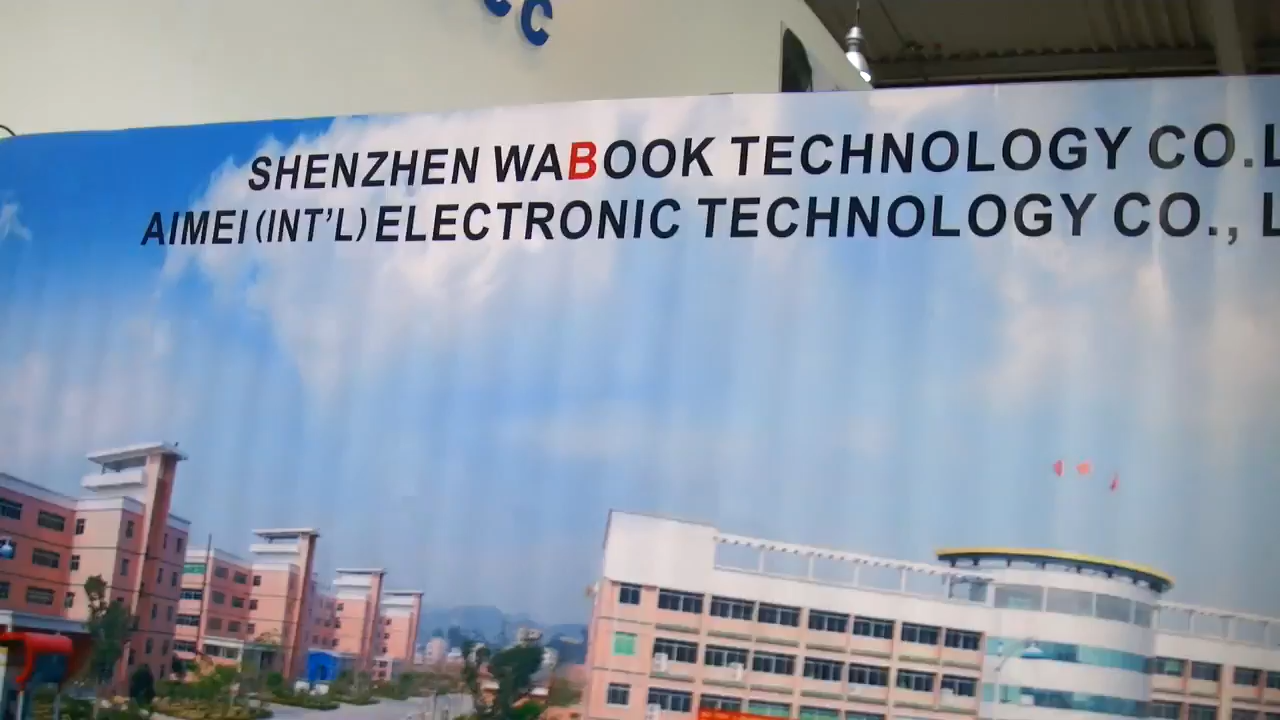 SHENZHEN WABOOK TECHNOLOGY CO.L
AIMEI (INT'L) ELECTRONIC TECHNOLOGY CO., L